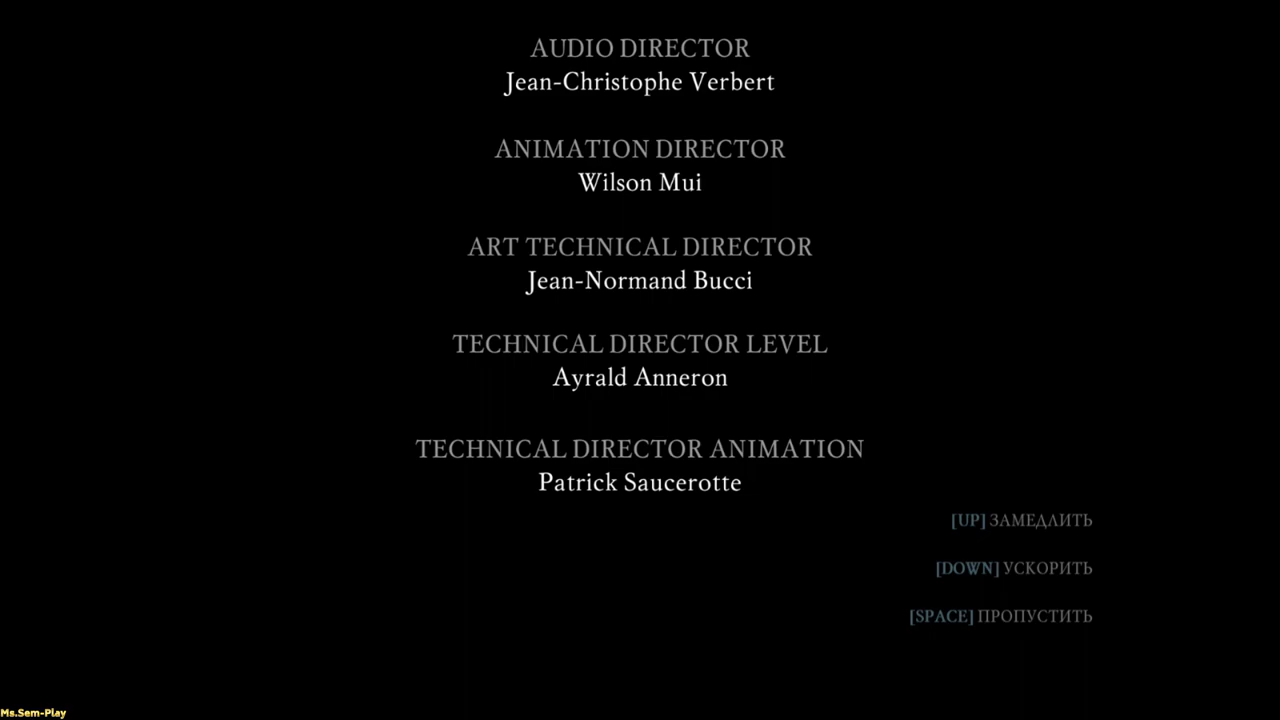 AUDIO DIRECTOR
Jean-Christophe Verbert
ANIMATION DIRECTOR
Wilson Mui
ART TECHNICAL DIRECTOR
Jean-Normand Bucci
TECHNICAL DIRECTOR LEVEL
Ayrald Anneron
TECHNICAL DIRECTOR ANIMATION
Patrick Saucerotte
[UP] ЗАМЕДЛИТЬ
[DOWN] УСКОРИТЬ
[SPACE] ПРОПУСТИТЬ
Ms.Sem-Play